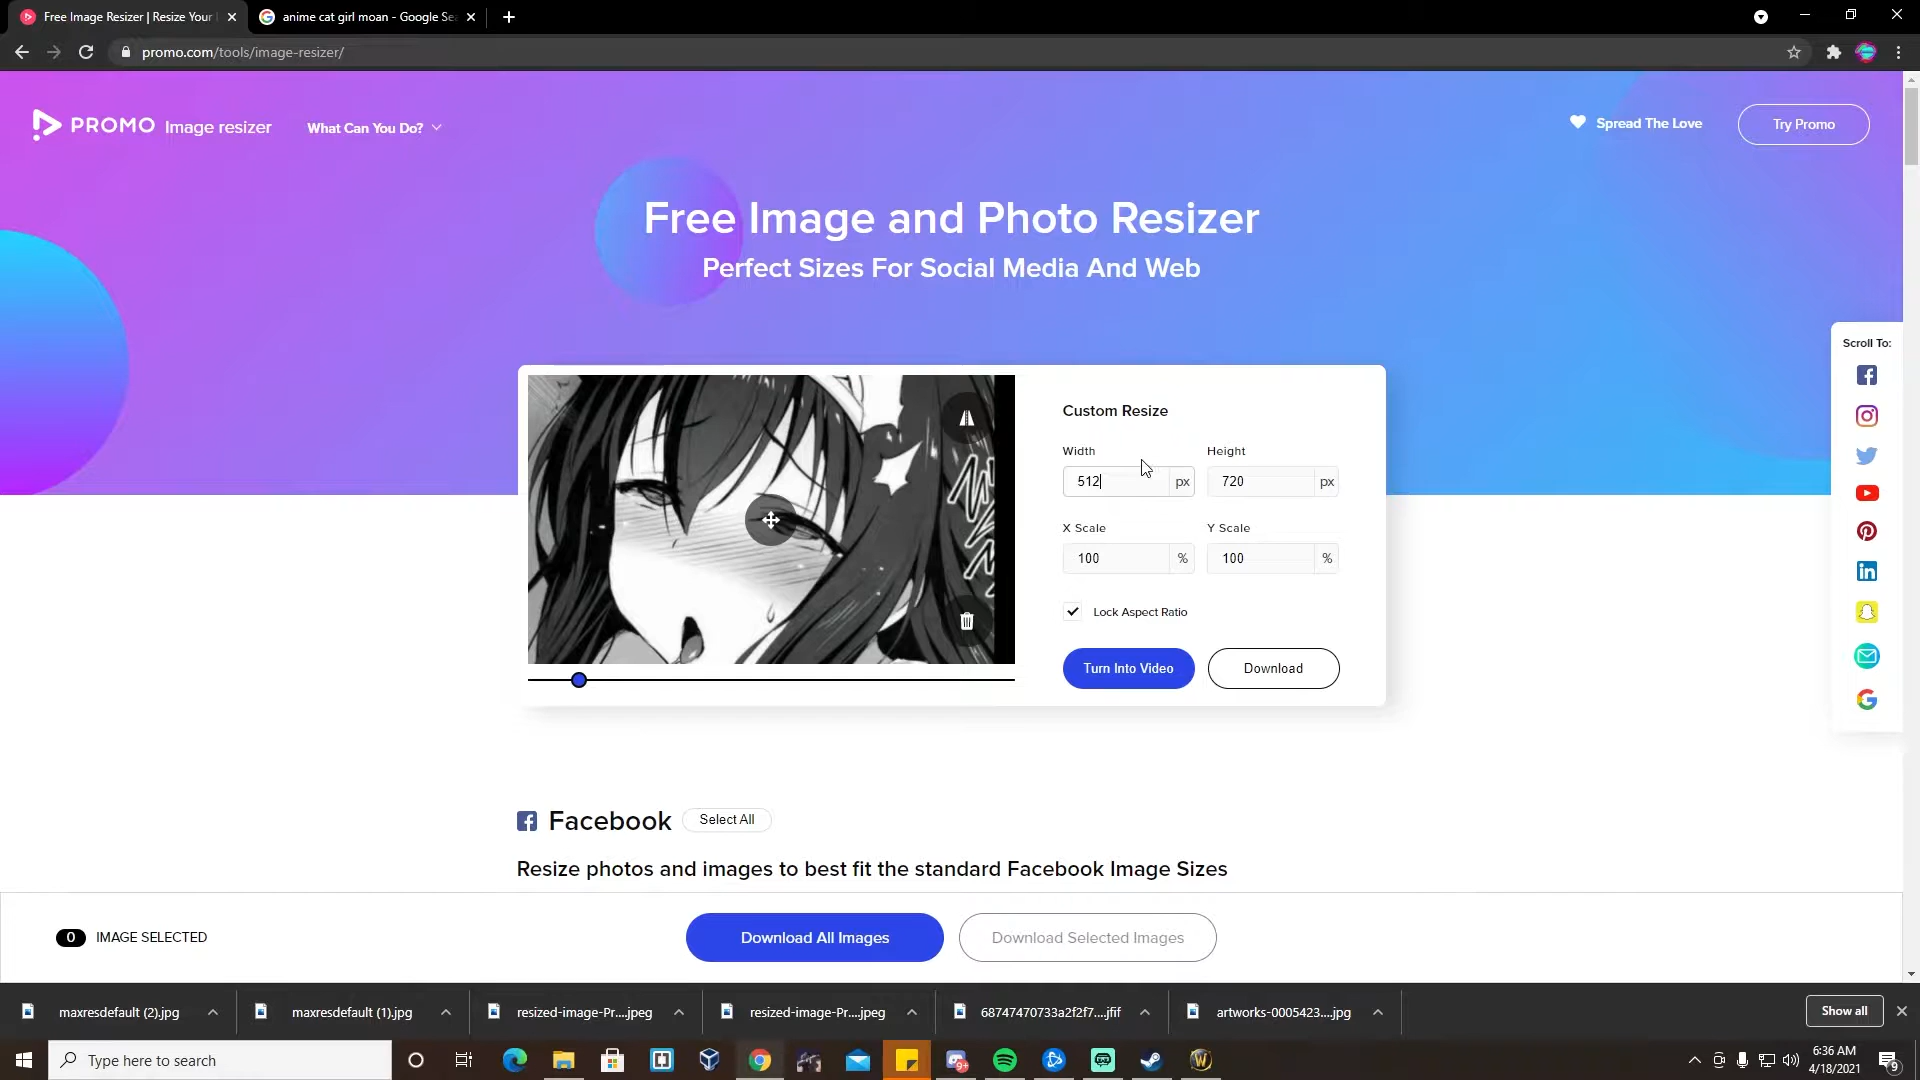 Free Image Resizer | Resize Your
anime cat girl moan - Google Se
promo.com/tools/image-resizer/
PROMO Image resizer
What Can You Do?
Spread The Love
Try Promo
Free Image and Photo Resizer
Perfect Sizes For Social Media And Web
Scroll To:
Custom Resize
Width Height
512 px 720 px
X Scale Y Scale
100 % 100 %
Lock Aspect Ratio
Turn Into Video Download
Facebook Select All
Resize photos and images to best fit the standard Facebook Image Sizes
0 IMAGE SELECTED
Download All Images Download Selected Images
maxresdefault (2).jpg maxresdefault (1).jpg resized-image-Pr....jpeg resized-image-Pr....jpeg 68747470733a2f2f7....jfif artworks-0005423....jpg Show all
Type here to search
6:36 AM
4/18/2021
9